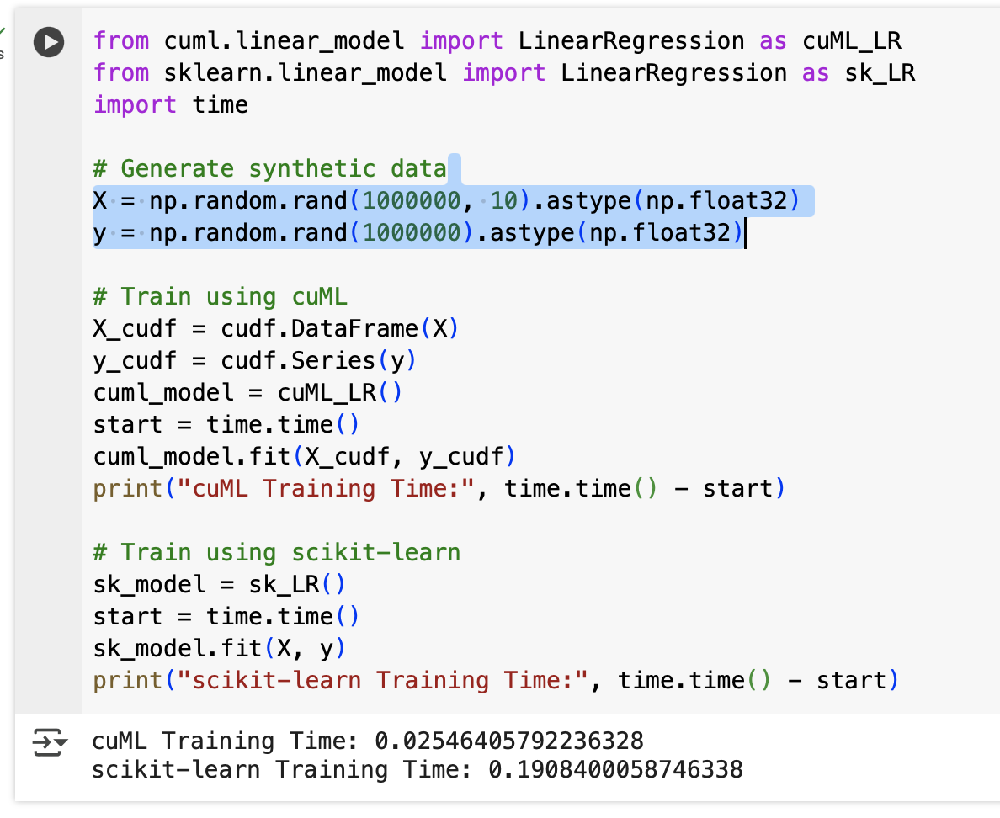 from cuml.linear_model import LinearRegression as cuML_LR
from sklearn.linear_model import LinearRegression as sk_LR
import time
# Generate synthetic data
X = np.random.rand(1000000, 10).astype(np.float32)
y = np.random.rand(1000000).astype(np.float32)
# Train using cuML
X_cudf = cudf.DataFrame(X)
y_cudf = cudf.Series(y)
cuml_model = cuML_LR()
start = time.time()
cuml_model.fit(X_cudf, y_cudf)
print("cuML Training Time:", time.time() - start)
# Train using scikit-learn
sk_model = sk_LR()
start = time.time()
sk_model.fit(X, y)
print("scikit-learn Training Time:", time.time() - start)
cuML Training Time: 0.02546405792236328
scikit-learn Training Time: 0.1908400058746338